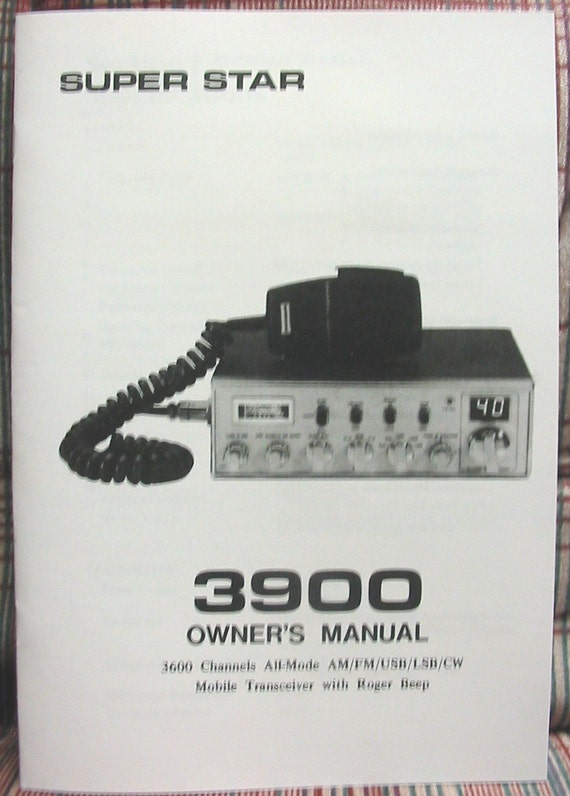 SUPER STAR
40
3900
OWNER'S MANUAL
3600 Channels All-Mode AM/FM/USB/LSB/CW
Mobile Transceiver with Roger Beep